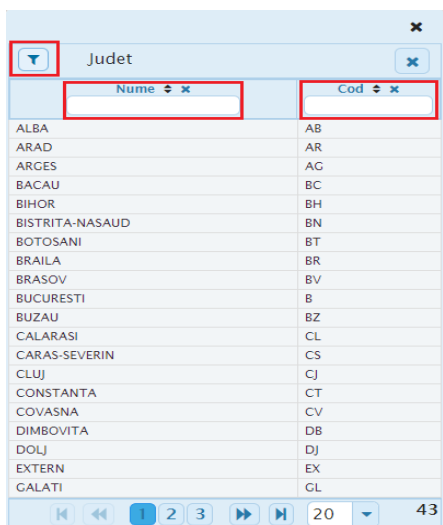 Judet
Nume Cod
ALBA AB
ARAD AR
ARGES AG
BACAU BC
BIHOR BH
BISTRITA-NASAUD BN
BOTOSANI BT
BRAILA BR
BRASOV BV
BUCURESTI B
BUZAU BZ
CALARASI CL
CARAS-SEVERIN CS
CLUJ CJ
CONSTANTA CT
COVASNA CV
DIMBOVITA DB
DOLJ DJ
EXTERN EX
GALATI GL
1 2 3 20 43